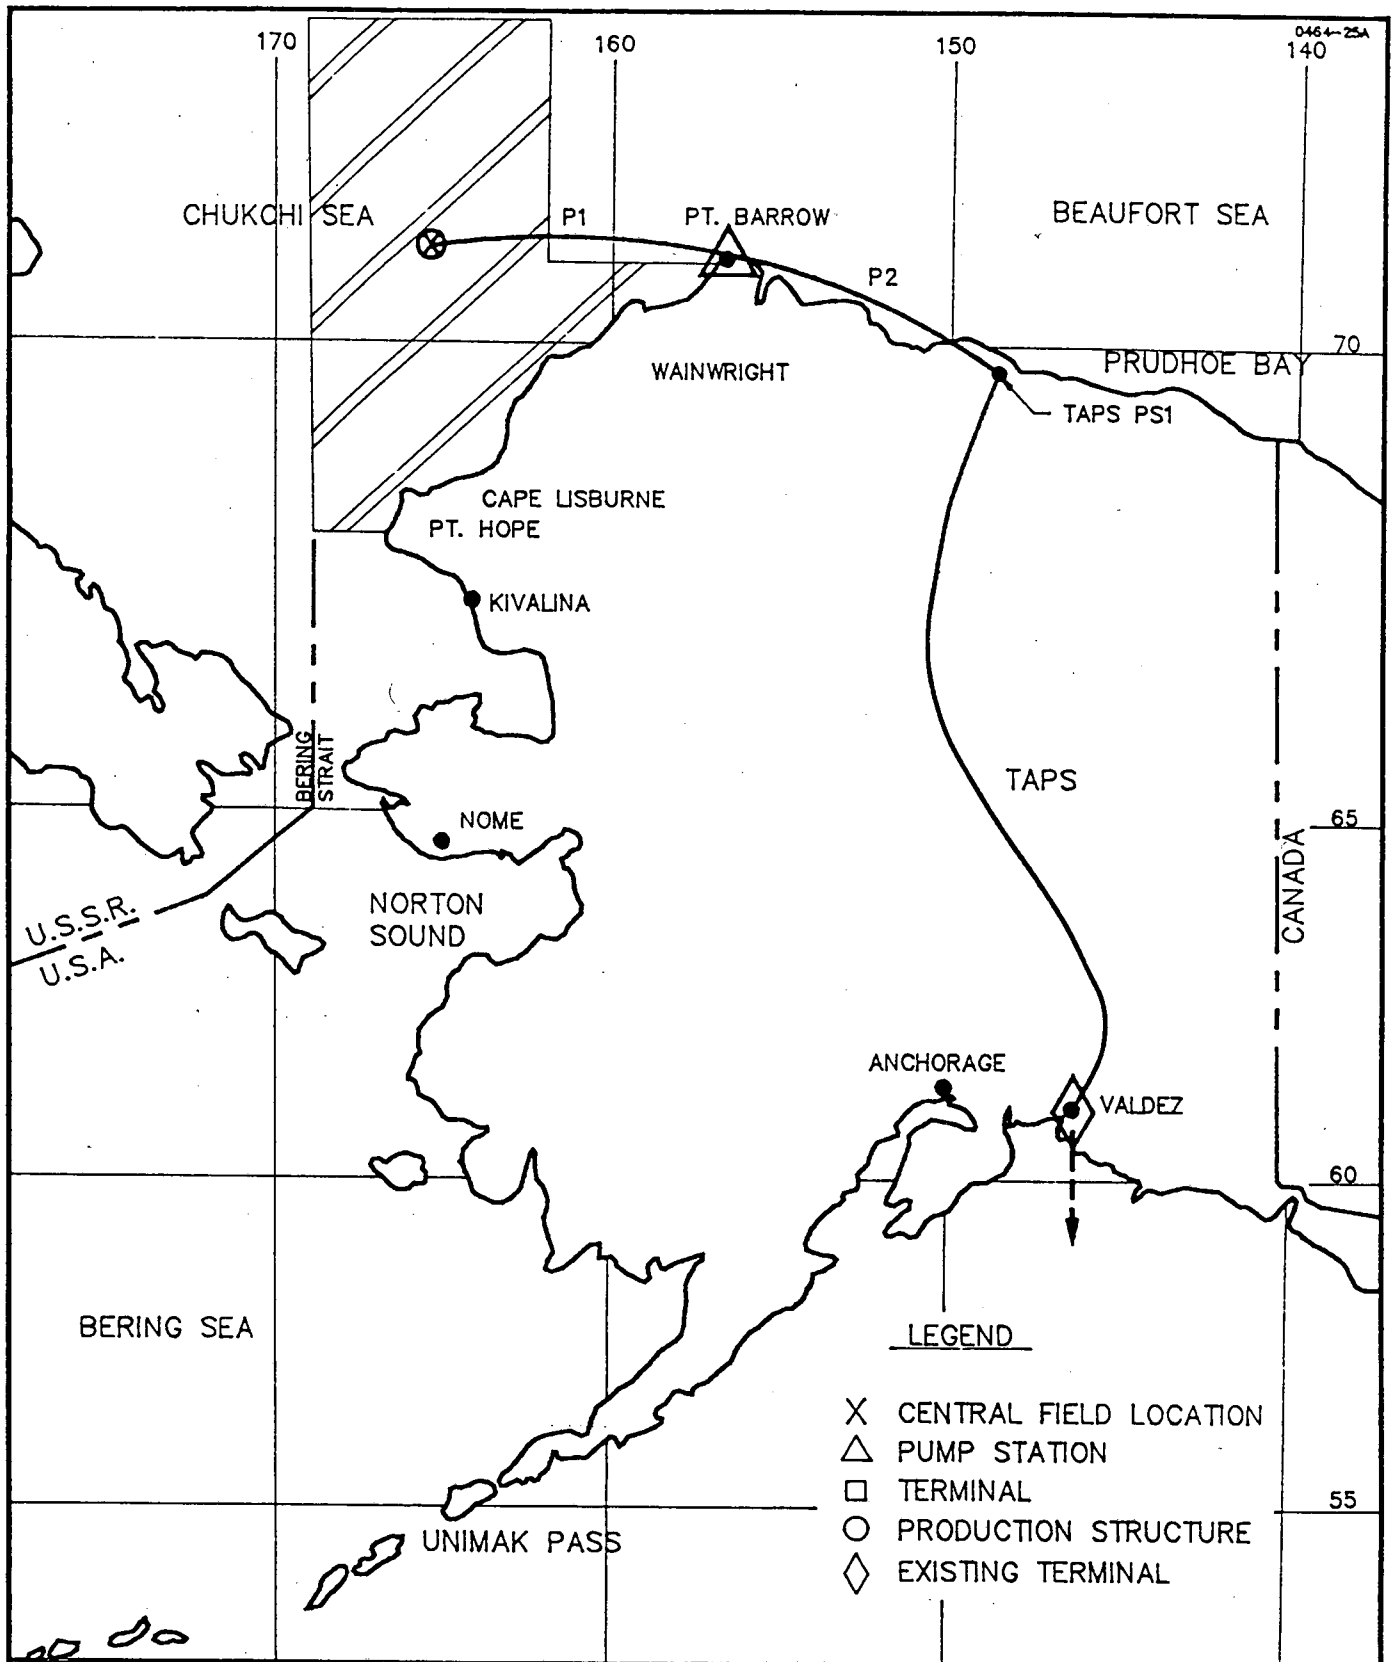 0464-25A
170
160
150
140
CHUKCHI SEA
P1
PT. BARROW
BEAUFORT SEA
P2
70
WAINWRIGHT
PRUDHOE BAY
TAPS PS1
CAPE LISBURNE
PT. HOPE
KIVALINA
BERING
STRAIT
TAPS
NOME
65
CANADA
NORTON
SOUND
U.S.S.R.
U.S.A.
ANCHORAGE
VALDEZ
60
BERING SEA
LEGEND
X CENTRAL FIELD LOCATION
PUMP STATION
TERMINAL
PRODUCTION STRUCTURE
EXISTING TERMINAL
55
UNIMAK PASS